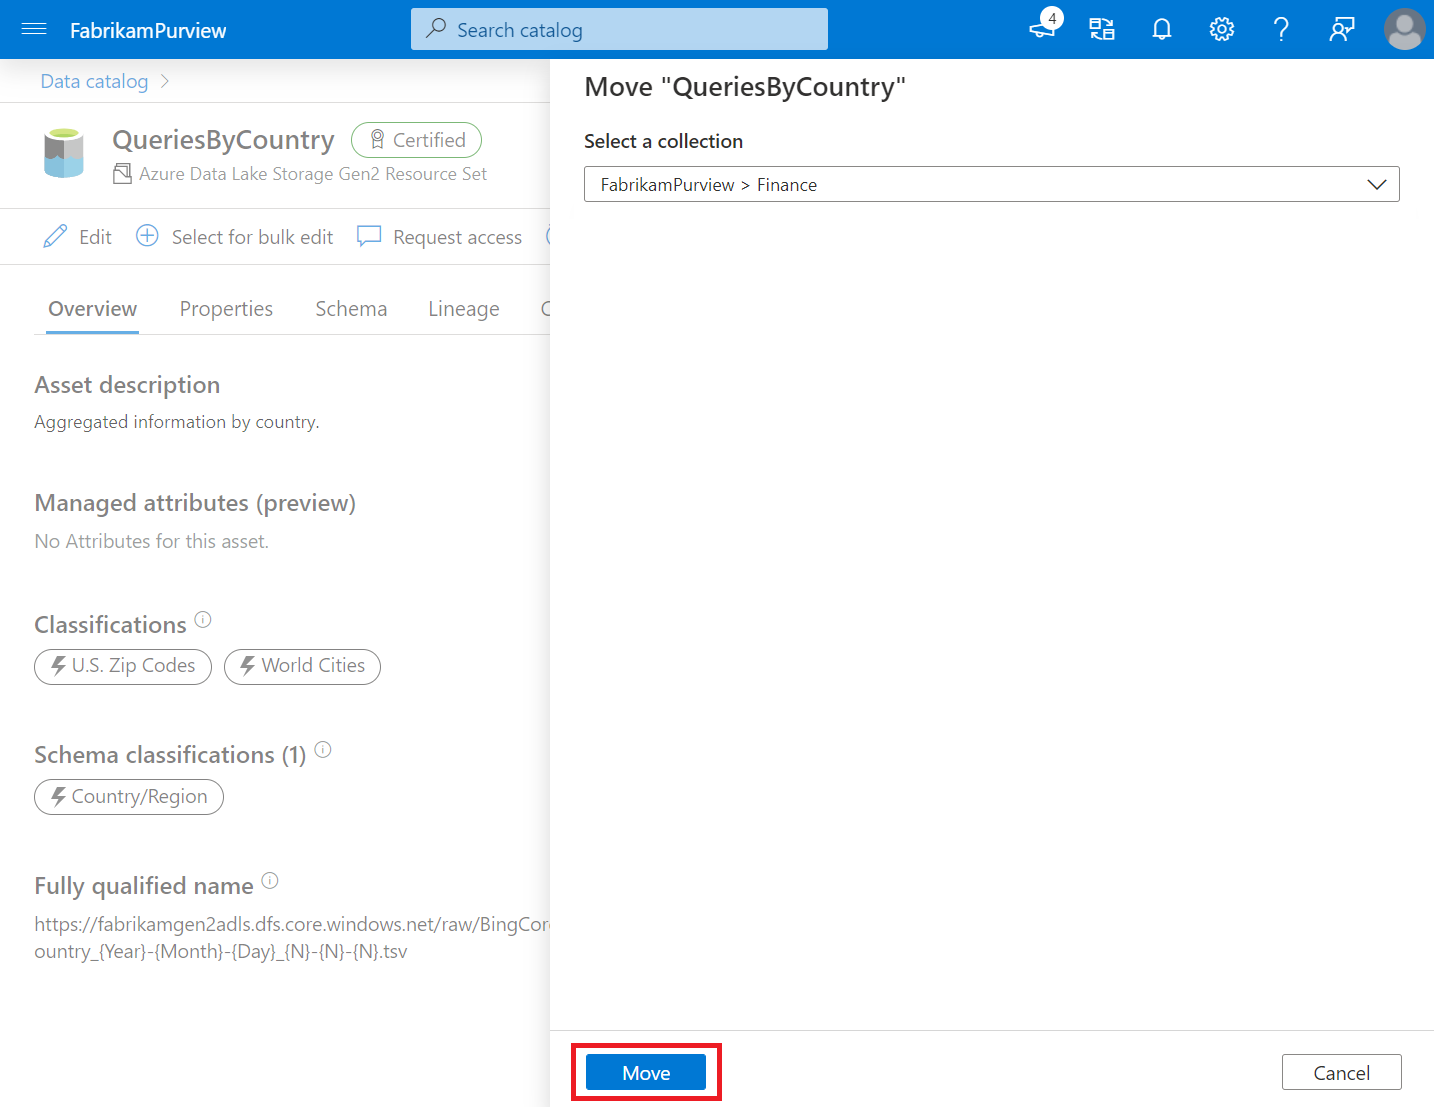 FabrikamPurview
Search catalog
4
Data catalog
QueriesByCountry
Certified
Azure Data Lake Storage Gen2 Resource Set
Edit
Select for bulk edit
Request access
Overview
Properties
Schema
Lineage
Asset description
Aggregated information by country.
Managed attributes (preview)
No Attributes for this asset.
Classifications
U.S. Zip Codes
World Cities
Schema classifications (1)
Country/Region
Fully qualified name
https://fabrikamgen2adls.dfs.core.windows.net/raw/BingCor
ountry_{Year}-{Month}-{Day}_{N}-{N}-{N}.tsv
Move "QueriesByCountry"
Select a collection
FabrikamPurview > Finance
Move
Cancel